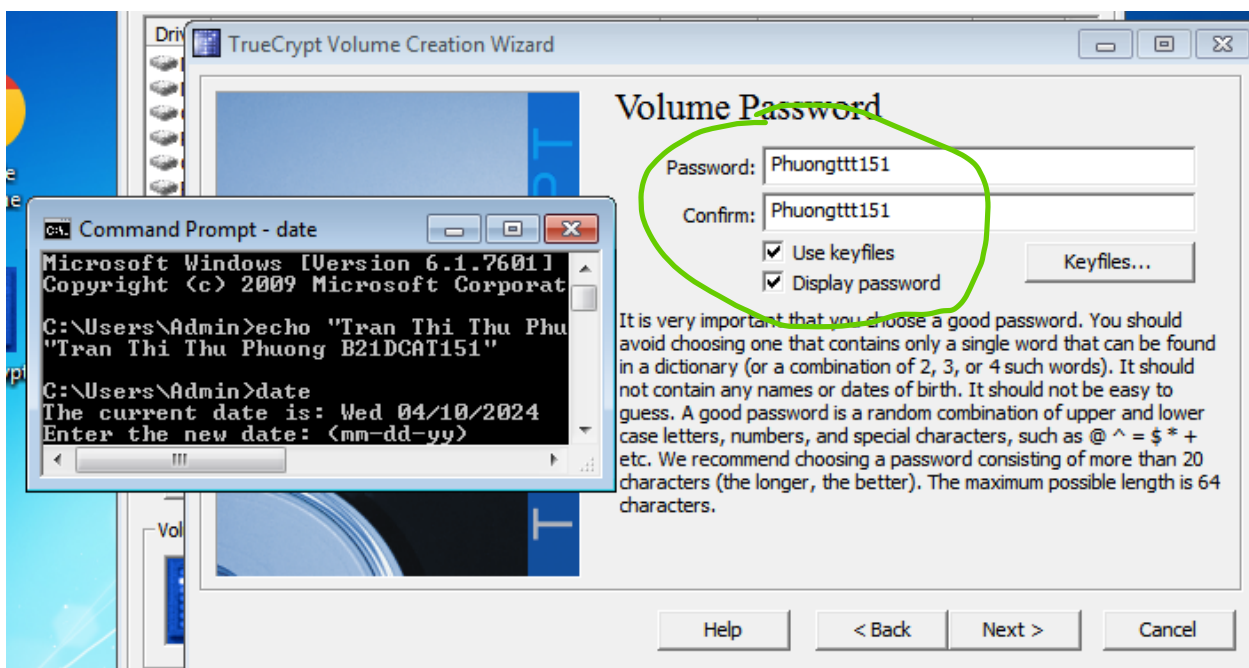 Driv
TrueCrypt Volume Creation Wizard
Volume Password
Password: Phuongttt151
Confirm: Phuongttt151
Use keyfiles
Keyfiles...
Display password
It is very important that you choose a good password. You should
avoid choosing one that contains only a single word that can be found
in a dictionary (or a combination of 2, 3, or 4 such words). It should
not contain any names or dates of birth. It should not be easy to
guess. A good password is a random combination of upper and lower
case letters, numbers, and special characters, such as @ ^ = $ * +
etc. We recommend choosing a password consisting of more than 20
characters (the longer, the better). The maximum possible length is 64
characters.
Command Prompt - date
Microsoft Windows [Version 6.1.7601]
Copyright (c) 2009 Microsoft Corporat
C:\Users\Admin>echo "Tran Thi Thu Phu
"Tran Thi Thu Phuong B21DCAT151"
C:\Users\Admin>date
The current date is: Wed 04/10/2024
Enter the new date: (mm-dd-yy)
Vol
Help
< Back
Next >
Cancel